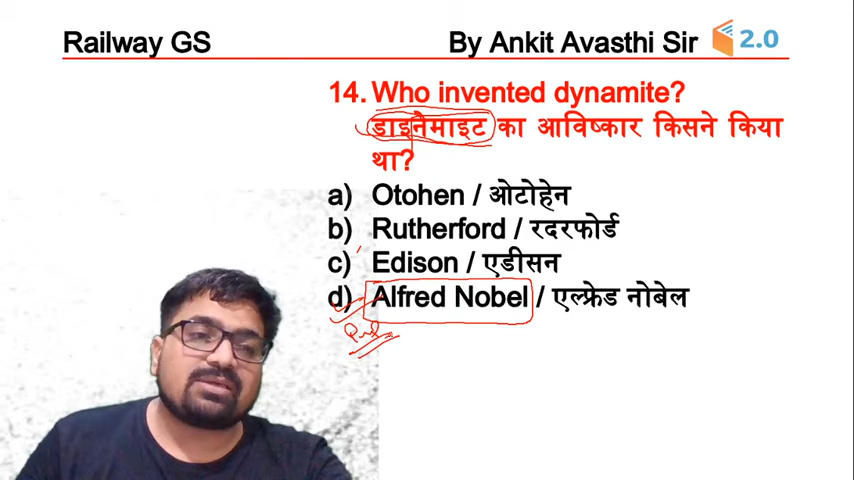 Railway GS
By Ankit Avasthi Sir 2.0
14. Who invented dynamite?
डाइनैमाइट का आविष्कार किसने किया
था?
a) Otohen / ओटोहेन
b) Rutherford / रदरफोर्ड
c) Edison / एडीसन
d) Alfred Nobel / एल्फ्रेड नोबेल